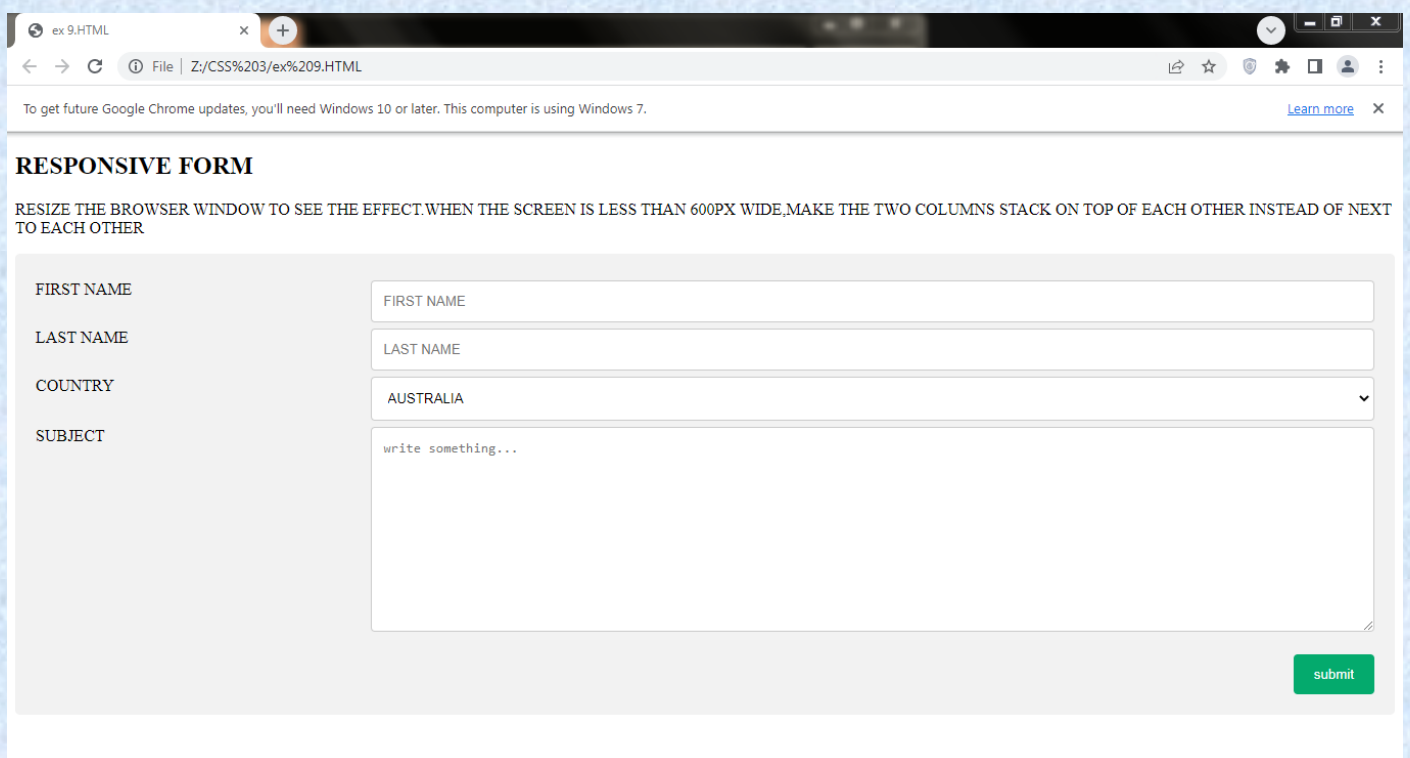 ex 9.HTML
File | Z:/CSS%203/ex%209.HTML
To get future Google Chrome updates, you'll need Windows 10 or later. This computer is using Windows 7. Learn more
RESPONSIVE FORM
RESIZE THE BROWSER WINDOW TO SEE THE EFFECT.WHEN THE SCREEN IS LESS THAN 600PX WIDE,MAKE THE TWO COLUMNS STACK ON TOP OF EACH OTHER INSTEAD OF NEXT
TO EACH OTHER
FIRST NAME FIRST NAME
LAST NAME LAST NAME
COUNTRY AUSTRALIA
SUBJECT write something...
submit